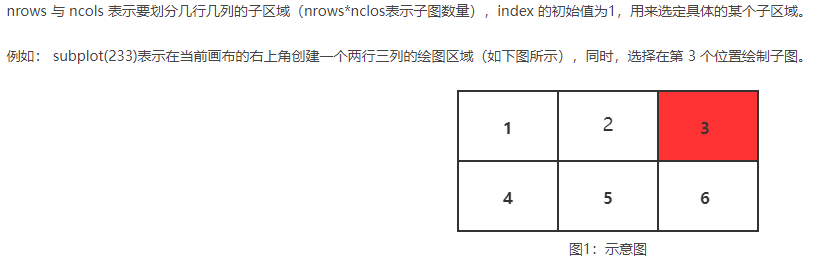 nrows 与 ncols 表示要划分几行几列的子区域（nrows*nclos表示子图数量），index 的初始值为1，用来选定具体的某个子区域。
例如： subplot(233)表示在当前画布的右上角创建一个两行三列的绘图区域（如下图所示），同时，选择在第 3 个位置绘制子图。
1 2 3
4 5 6
图1：示意图